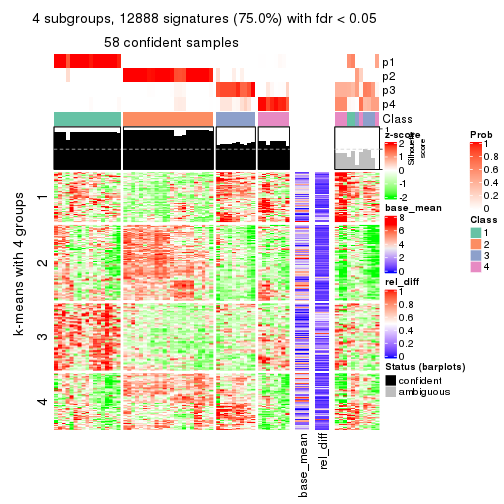 4 subgroups, 12888 signatures (75.0%) with fdr < 0.05
58 confident samples
p1
p2
p3
p4
Class
1
Silhouette
score
z-score
2
1
0
-1
-2
Prob
1
0.8
0.6
0.4
0.2
0
base_mean
8
6
4
2
0
Class
1
2
3
4
rel_diff
1
0.8
0.6
0.4
0.2
0
Status (barplots)
confident
ambiguous
k-means with 4 groups
1
2
3
4
base_mean
rel_diff